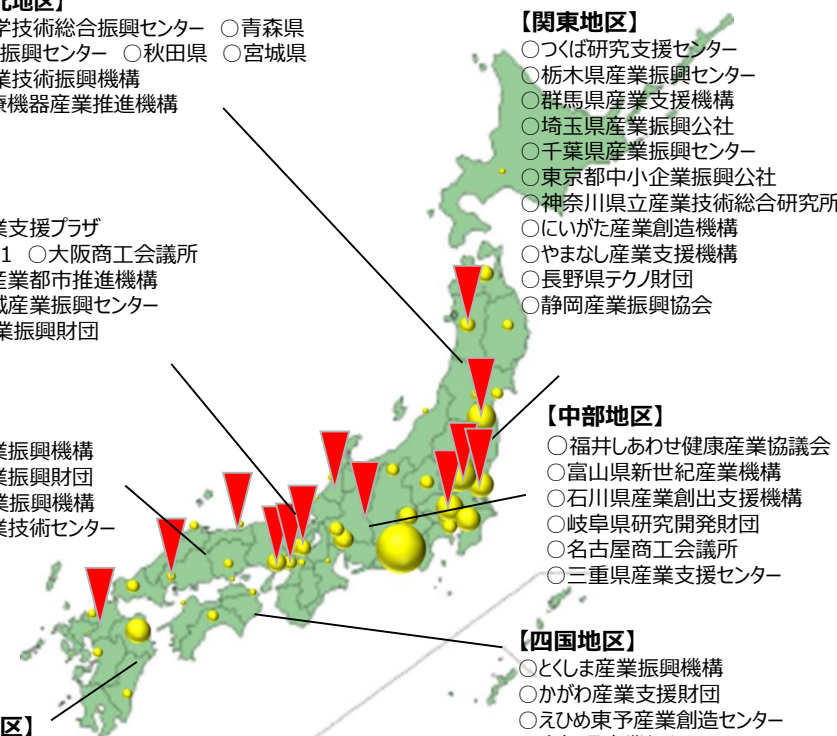 北地区】
学技術総合振興センター ○青森県
振興センター ○秋田県 ○宮城県
業技術振興機構
療機器産業推進機構
業支援プラザ
1 ○大阪商工会議所
産業都市推進機構
域産業振興センター
業振興財団
業振興機構
業振興財団
業振興機構
業技術センター
区】
【関東地区】
○つくば研究支援センター
○栃木県産業振興センター
○群馬県産業支援機構
○埼玉県産業振興公社
○千葉県産業振興センター
○東京都中小企業振興公社
○神奈川県立産業技術総合研究所
○にいがた産業創造機構
○やまなし産業支援機構
○長野県テクノ財団
○静岡産業振興協会
【中部地区】
○福井しあわせ健康産業協議会
○富山県新世紀産業機構
○石川県産業創出支援機構
○岐阜県研究開発財団
○名古屋商工会議所
○三重県産業支援センター
【四国地区】
○とくしま産業振興機構
○かがわ産業支援財団
○えひめ東予産業創造センター